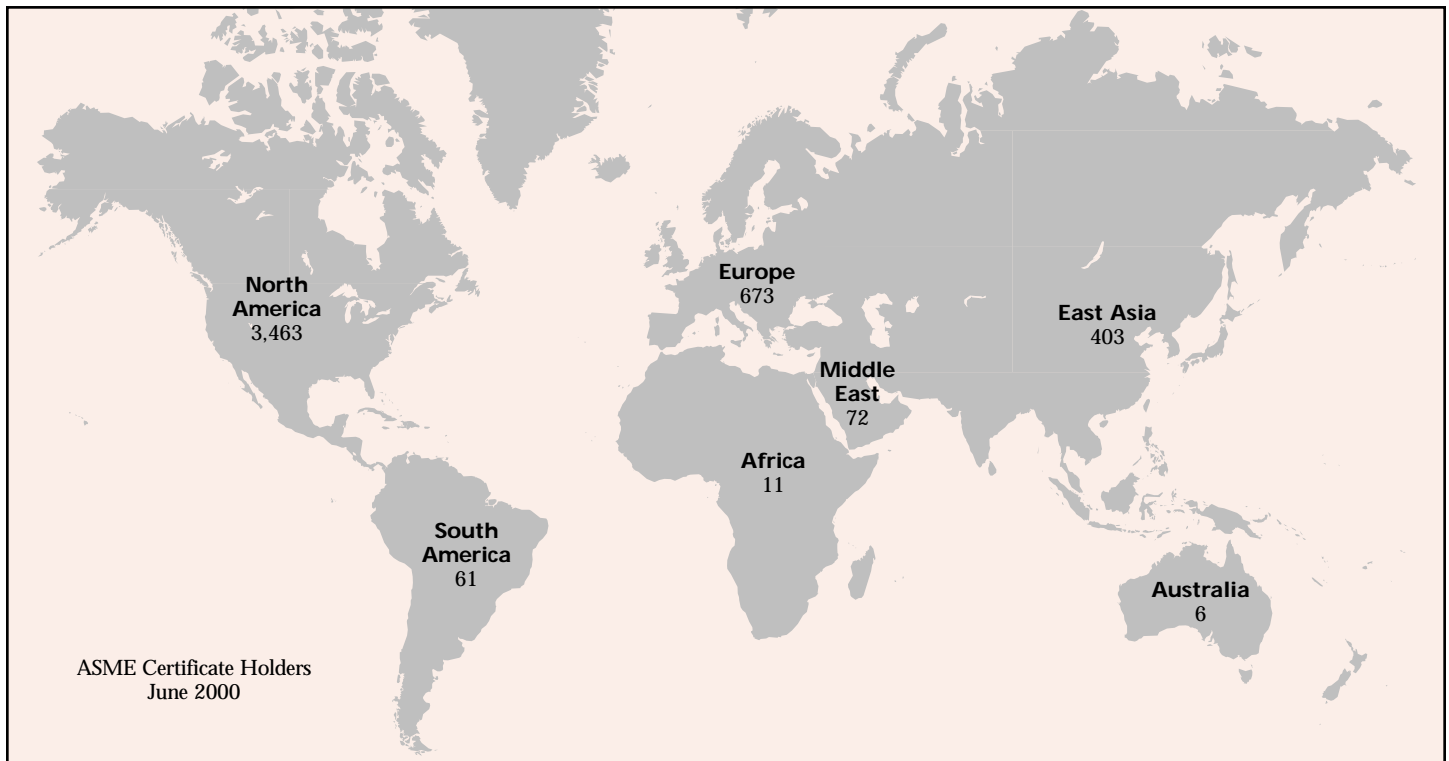 North
America
3,463
Europe
673
East Asia
403
Middle
East
72
Africa
11
South
America
61
Australia
6
ASME Certificate Holders
June 2000